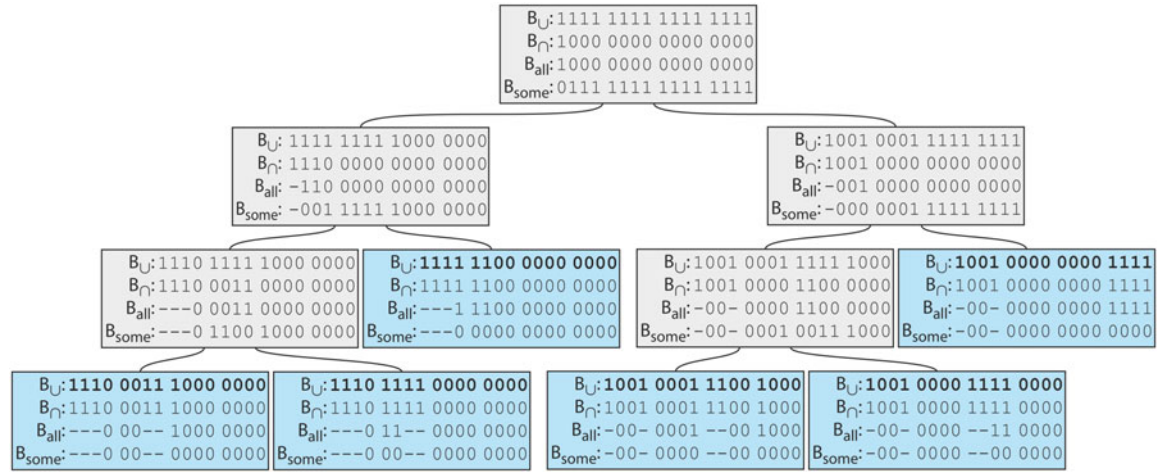 B∪: 1111 1111 1111 1111
B∩: 1000 0000 0000 0000
Ball: 1000 0000 0000 0000
Bsome: 0111 1111 1111 1111
B∪: 1111 1111 1000 0000
B∩: 1110 0000 0000 0000
Ball: -110 0000 0000 0000
Bsome: -001 1111 1000 0000
B∪: 1001 0001 1111 1111
B∩: 1001 0000 0000 0000
Ball: -001 0000 0000 0000
Bsome: -000 0001 1111 1111
B∪: 1110 1111 1000 0000
B∩: 1110 0011 0000 0000
Ball: ---0 0011 0000 0000
Bsome: ---0 1100 1000 0000
B∪: 1111 1100 0000 0000
B∩: 1111 1100 0000 0000
Ball: ---1 1100 0000 0000
Bsome: ---0 0000 0000 0000
B∪: 1001 0001 1111 1000
B∩: 1001 0000 1100 0000
Ball: -00- 0000 1100 0000
Bsome: -00- 0001 0011 1000
B∪: 1001 0000 0000 1111
B∩: 1001 0000 0000 1111
Ball: -00- 0000 0000 1111
Bsome: -00- 0000 0000 0000
B∪: 1110 0011 1000 0000
B∩: 1110 0011 1000 0000
Ball: ---0 00-- 1000 0000
Bsome: ---0 00-- 0000 0000
B∪: 1110 1111 0000 0000
B∩: 1110 1111 0000 0000
Ball: ---0 11-- 0000 0000
Bsome: ---0 00-- 0000 0000
B∪: 1001 0001 1100 1000
B∩: 1001 0001 1100 1000
Ball: -00- 0001 --00 1000
Bsome: -00- 0000 --00 0000
B∪: 1001 0000 1111 0000
B∩: 1001 0000 1111 0000
Ball: -00- 0000 --11 0000
Bsome: -00- 0000 --00 0000